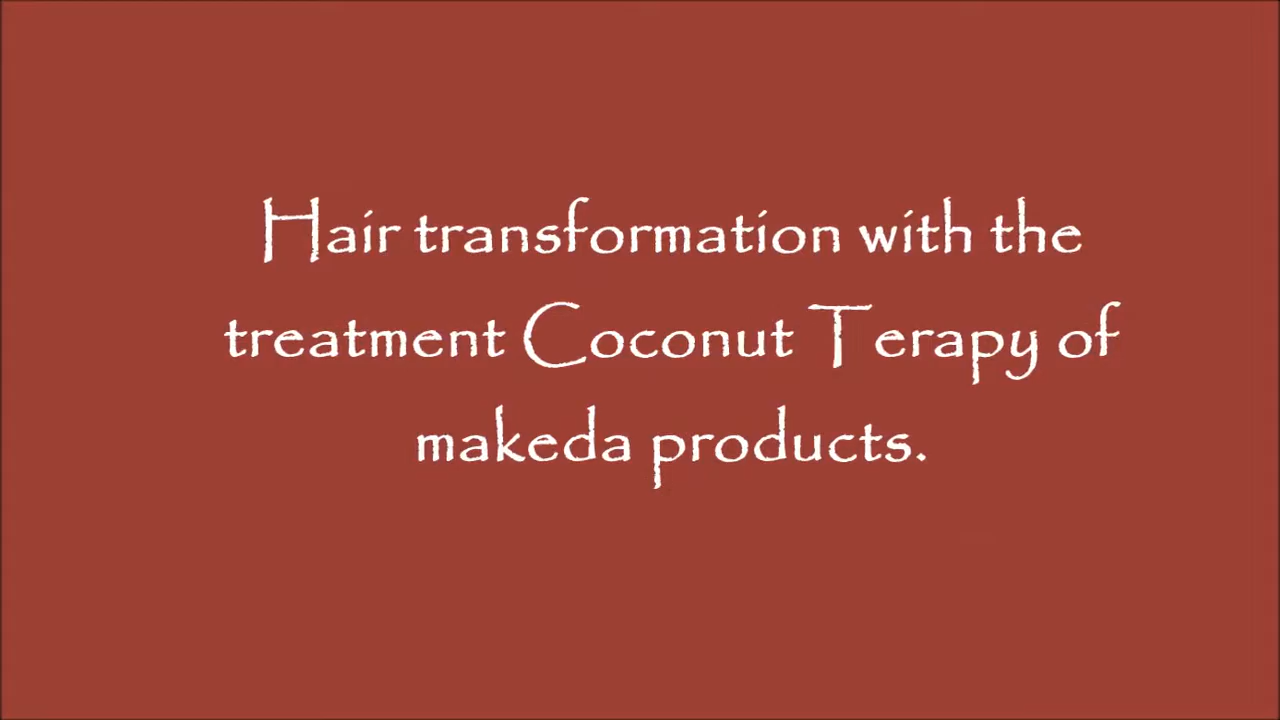 Hair transformation with the
treatment Coconut Terapy of
makeda products.